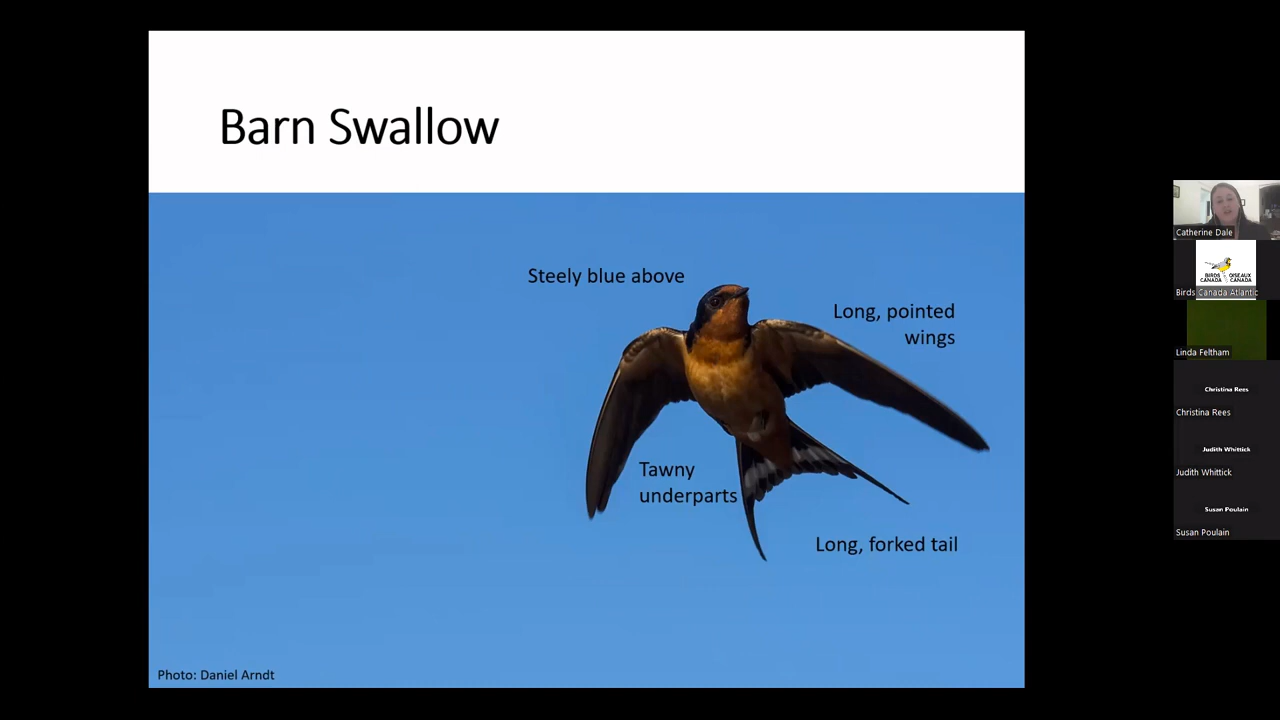 Barn Swallow
Steely blue above
Long, pointed
wings
Tawny
underparts
Long, forked tail
Photo: Daniel Arndt
Catherine Dale
BIRDS OISEAUX
CANADA CANADA
Birds Canada Atlantic
Linda Feltham
Christina Rees
Christina Rees
Judith Whittick
Judith Whittick
Susan Poulain
Susan Poulain